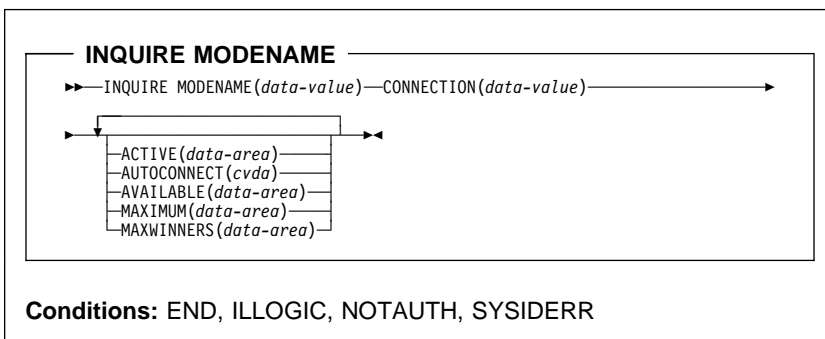 INQUIRE MODENAME
INQUIRE MODENAME(data-value) CONNECTION(data-value)
ACTIVE(data-area)
AUTOCONNECT(cvda)
AVAILABLE(data-area)
MAXIMUM(data-area)
MAXWINNERS(data-area)
Conditions: END, ILLOGIC, NOTAUTH, SYSIDERR